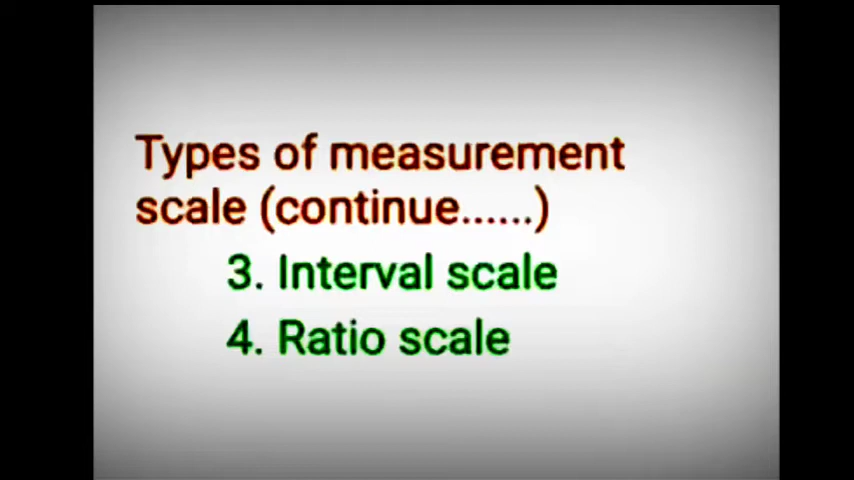 Types of measurement
scale (continue......)
3. Interval scale
4. Ratio scale